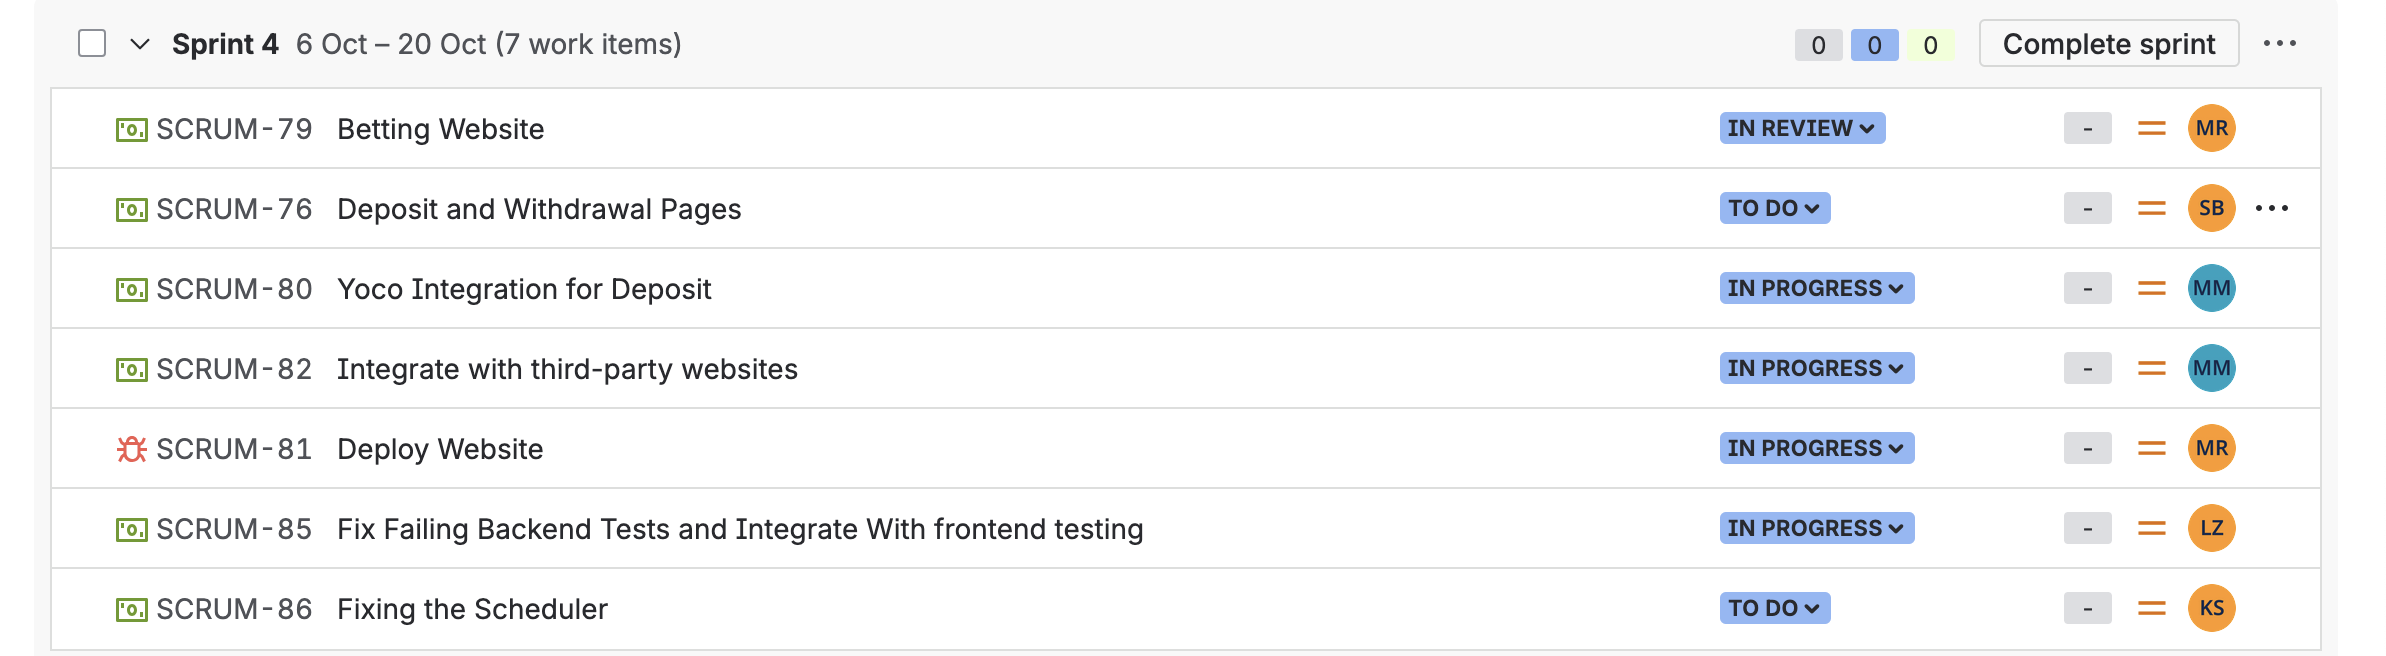 Sprint 4 6 Oct – 20 Oct (7 work items) 0 0 0 Complete sprint
SCRUM-79 Betting Website IN REVIEW - MR
SCRUM-76 Deposit and Withdrawal Pages TO DO - SB
SCRUM-80 Yoco Integration for Deposit IN PROGRESS - MM
SCRUM-82 Integrate with third-party websites IN PROGRESS - MM
SCRUM-81 Deploy Website IN PROGRESS - MR
SCRUM-85 Fix Failing Backend Tests and Integrate With frontend testing IN PROGRESS - LZ
SCRUM-86 Fixing the Scheduler TO DO - KS